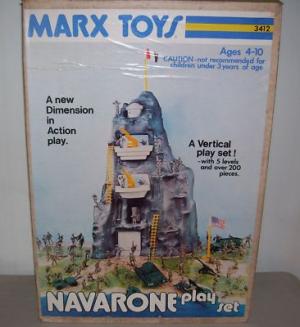 MARX TOYS
3412
Ages 4-10
CAUTION-not recommended for
children under 3 years of age
A new
Dimension
in
Action
play.
A Vertical
play set!
-with 5 levels
and over 200
pieces.
NAVARONE play
set